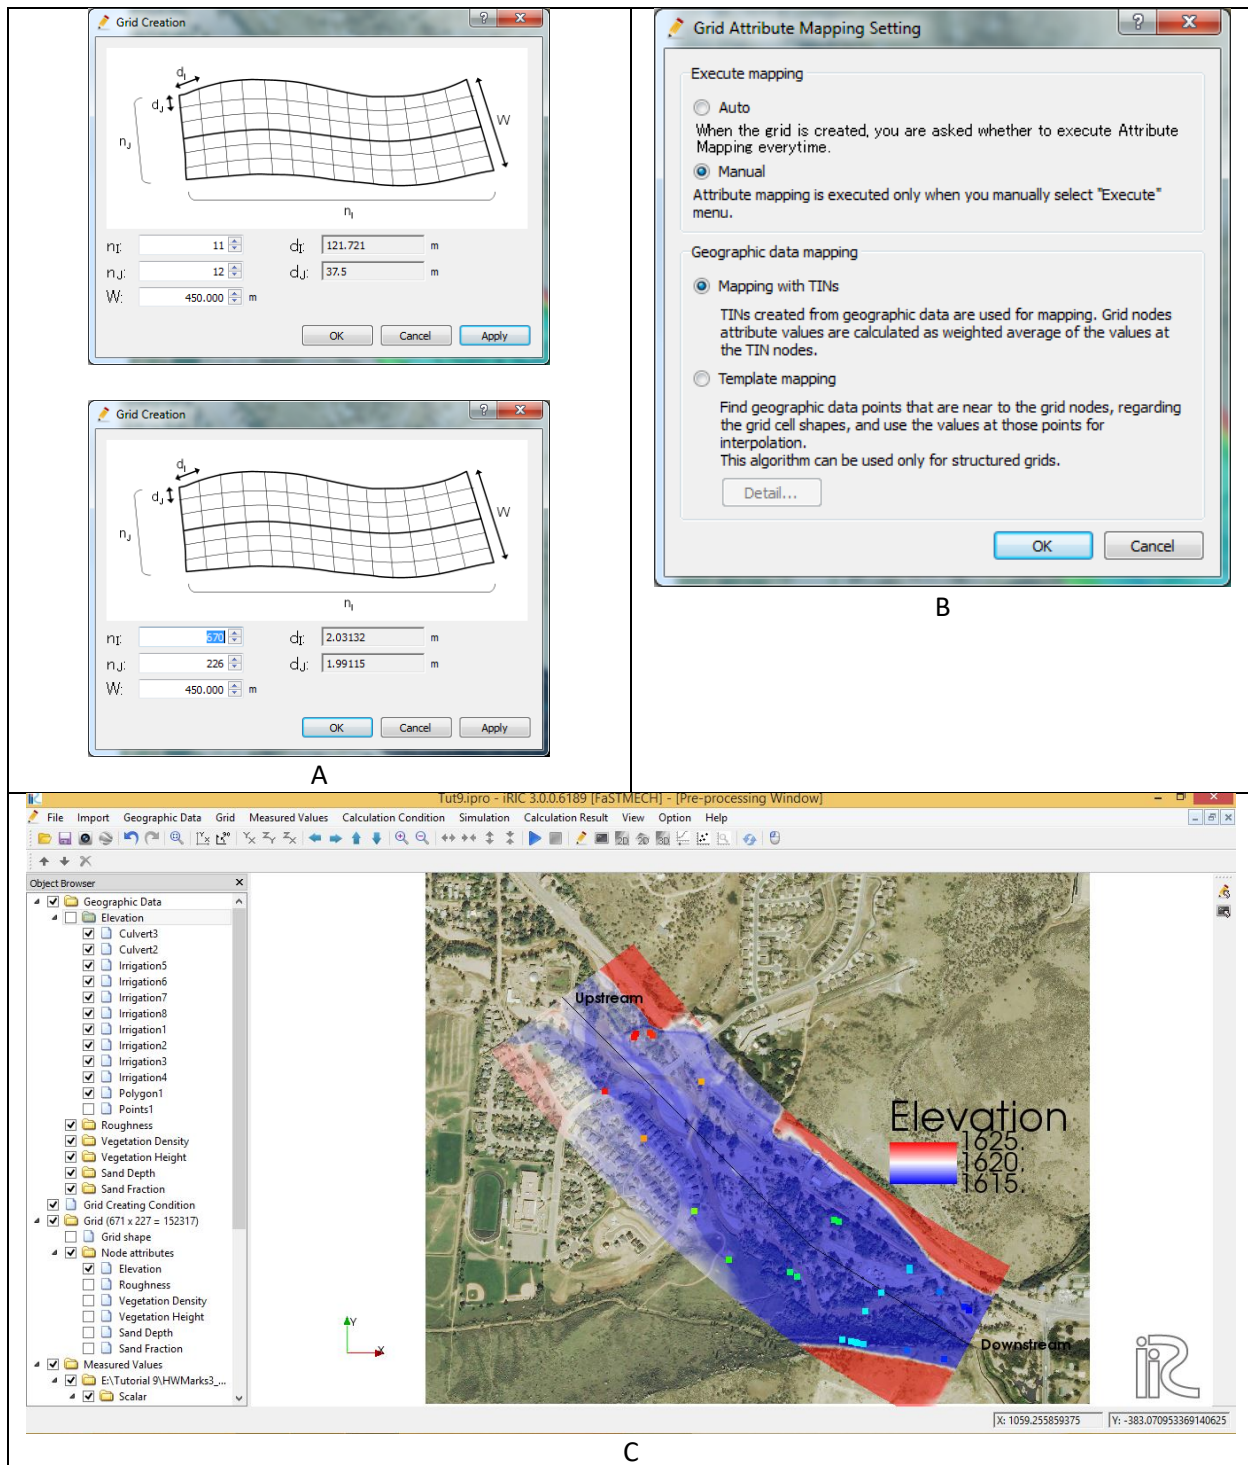 Grid Creation
dI
dJ
nJ
W
nI
nI: 11 dI: 121.721 m
nJ: 12 dJ: 37.5 m
W: 450.000 m
OK Cancel Apply
Grid Creation
dI
dJ
nJ
W
nI
nI: 670 dI: 2.03132 m
nJ: 226 dJ: 1.99115 m
W: 450.000 m
OK Cancel Apply
A
Grid Attribute Mapping Setting
Execute mapping
Auto
When the grid is created, you are asked whether to execute Attribute
Mapping everytime.
Manual
Attribute mapping is executed only when you manually select "Execute"
menu.
Geographic data mapping
Mapping with TINs
TINs created from geographic data are used for mapping. Grid nodes
attribute values are calculated as weighted average of the values at
the TIN nodes.
Template mapping
Find geographic data points that are near to the grid nodes, regarding
the grid cell shapes, and use the values at those points for
interpolation.
This algorithm can be used only for structured grids.
Detail...
OK Cancel
B
Tut9.ipro - iRIC 3.0.0.6189 [FaSTMECH] - [Pre-processing Window]
File Import Geographic Data Grid Measured Values Calculation Condition Simulation Calculation Result View Option Help
Object Browser
Geographic Data
Elevation
Culvert3
Culvert2
Irrigation5
Irrigation6
Irrigation7
Irrigation8
Irrigation1
Irrigation2
Irrigation3
Irrigation4
Polygon1
Points1
Roughness
Vegetation Density
Vegetation Height
Sand Depth
Sand Fraction
Grid Creating Condition
Grid (671 x 227 = 152317)
Grid shape
Node attributes
Elevation
Roughness
Vegetation Density
Vegetation Height
Sand Depth
Sand Fraction
Measured Values
E:\Tutorial 9\HWMarks3_...
Scalar
Upstream
Elevation
1625.
1620.
1615.
Downstream
Y
X
iRIC
X: 1059.255859375 Y: -383.070953369140625
C